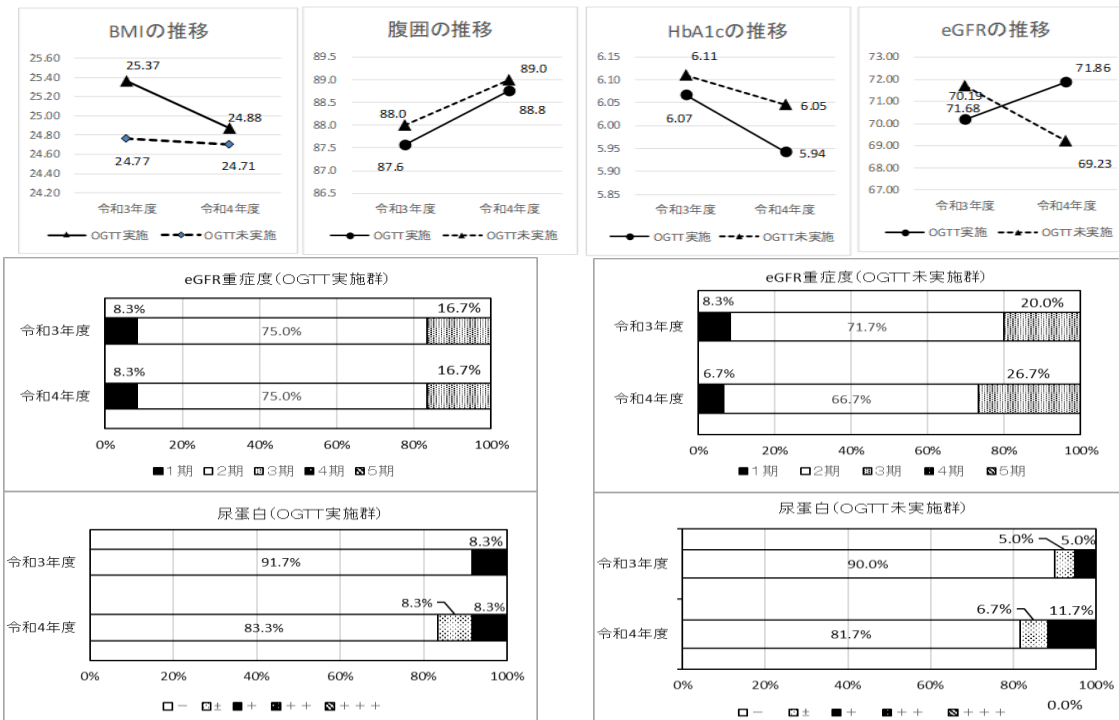 BMIの推移
25.60
25.40
25.20
25.00
24.80
24.60
24.40
24.20
25.37
24.88
24.77
24.71
令和3年度 令和4年度
OGTT実施 OGTT未実施
腹囲の推移
89.5
89.0
88.5
88.0
87.5
87.0
86.5
89.0
88.0
88.8
87.6
令和3年度 令和4年度
OGTT実施 OGTT未実施
HbA1cの推移
6.15
6.10
6.05
6.00
5.95
5.90
5.85
6.11
6.05
6.07
5.94
令和3年度 令和4年度
OGTT実施 OGTT未実施
eGFRの推移
73.00
72.00
71.00
70.00
69.00
68.00
67.00
71.86
70.19
71.68
69.23
令和3年度 令和4年度
OGTT実施 OGTT未実施
eGFR重症度(OGTT実施群)
8.3% 16.7%
令和3年度 75.0%
8.3% 16.7%
令和4年度 75.0%
0% 20% 40% 60% 80% 100%
1期 2期 3期 4期 5期
eGFR重症度(OGTT未実施群)
8.3% 20.0%
令和3年度 71.7%
6.7% 26.7%
令和4年度 66.7%
0% 20% 40% 60% 80% 100%
1期 2期 3期 4期 5期
尿蛋白(OGTT実施群)
8.3%
令和3年度 91.7%
8.3% 8.3%
令和4年度 83.3%
0% 20% 40% 60% 80% 100%
− ± + ++ +++
尿蛋白(OGTT未実施群)
5.0% 5.0%
令和3年度 90.0%
6.7% 11.7%
令和4年度 81.7%
0% 20% 40% 60% 80% 100%
− ± + ++ +++ 0.0%